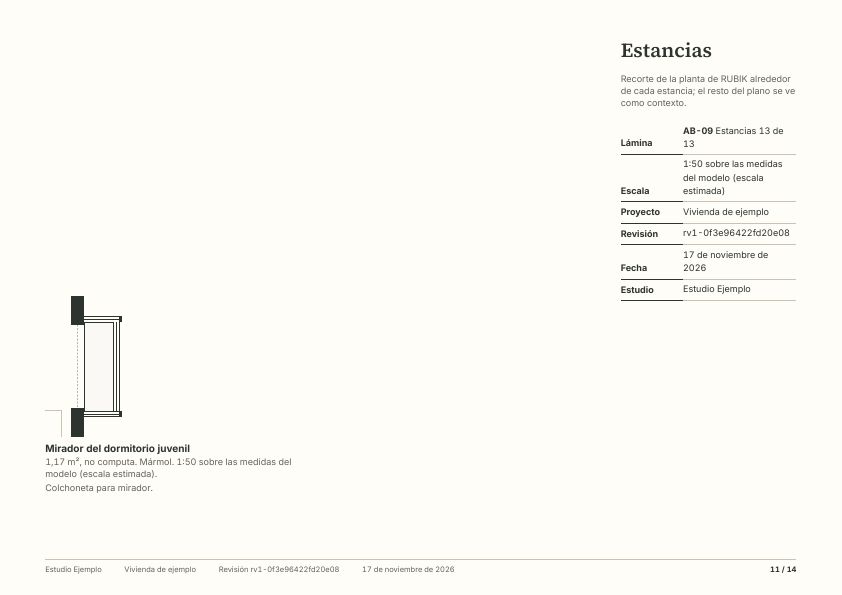 Estancias
Recorte de la planta de RUBIK alrededor
de cada estancia; el resto del plano se ve
como contexto.
Lámina AB-09 Estancias 13 de
13
Escala 1:50 sobre las medidas
del modelo (escala
estimada)
Proyecto Vivienda de ejemplo
Revisión rv1-0f3e96422fd20e08
Fecha 17 de noviembre de
2026
Estudio Estudio Ejemplo
Mirador del dormitorio juvenil
1,17 m², no computa. Mármol. 1:50 sobre las medidas del
modelo (escala estimada).
Colchoneta para mirador.
Estudio Ejemplo Vivienda de ejemplo Revisión rv1-0f3e96422fd20e08 17 de noviembre de 2026 11 / 14